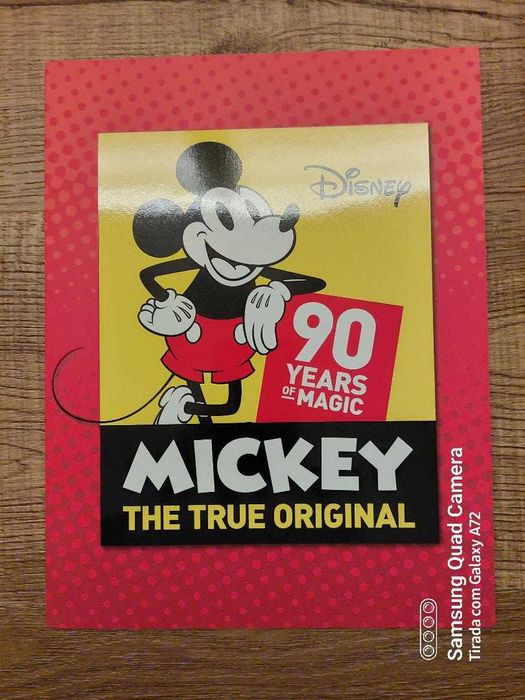 Disney
90
YEARS
OF MAGIC
MICKEY
THE TRUE ORIGINAL
Samsung Quad Camera
Tirada com Galaxy A72